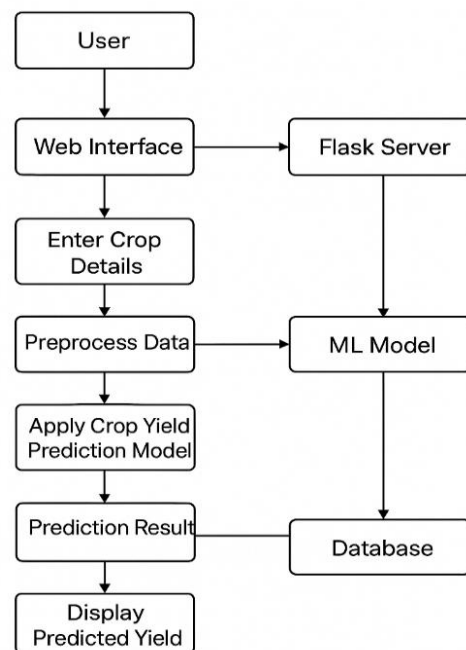 User
Web Interface
Flask Server
Enter Crop
Details
Preprocess Data
ML Model
Apply Crop Yield
Prediction Model
Prediction Result
Database
Display
Predicted Yield